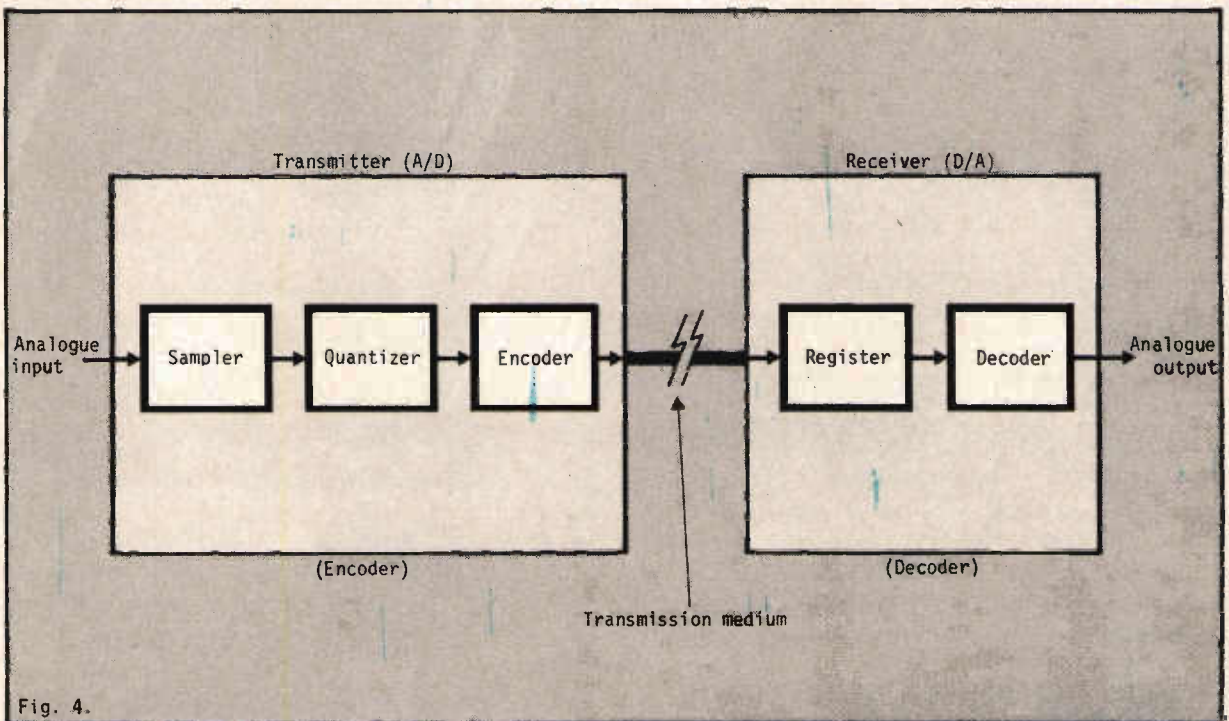 Transmitter (A/D)
Receiver (D/A)
Analogue
input
Sampler
Quantizer
Encoder
Register
Decoder
Analogue
output
(Encoder)
(Decoder)
Transmission medium
Fig. 4.